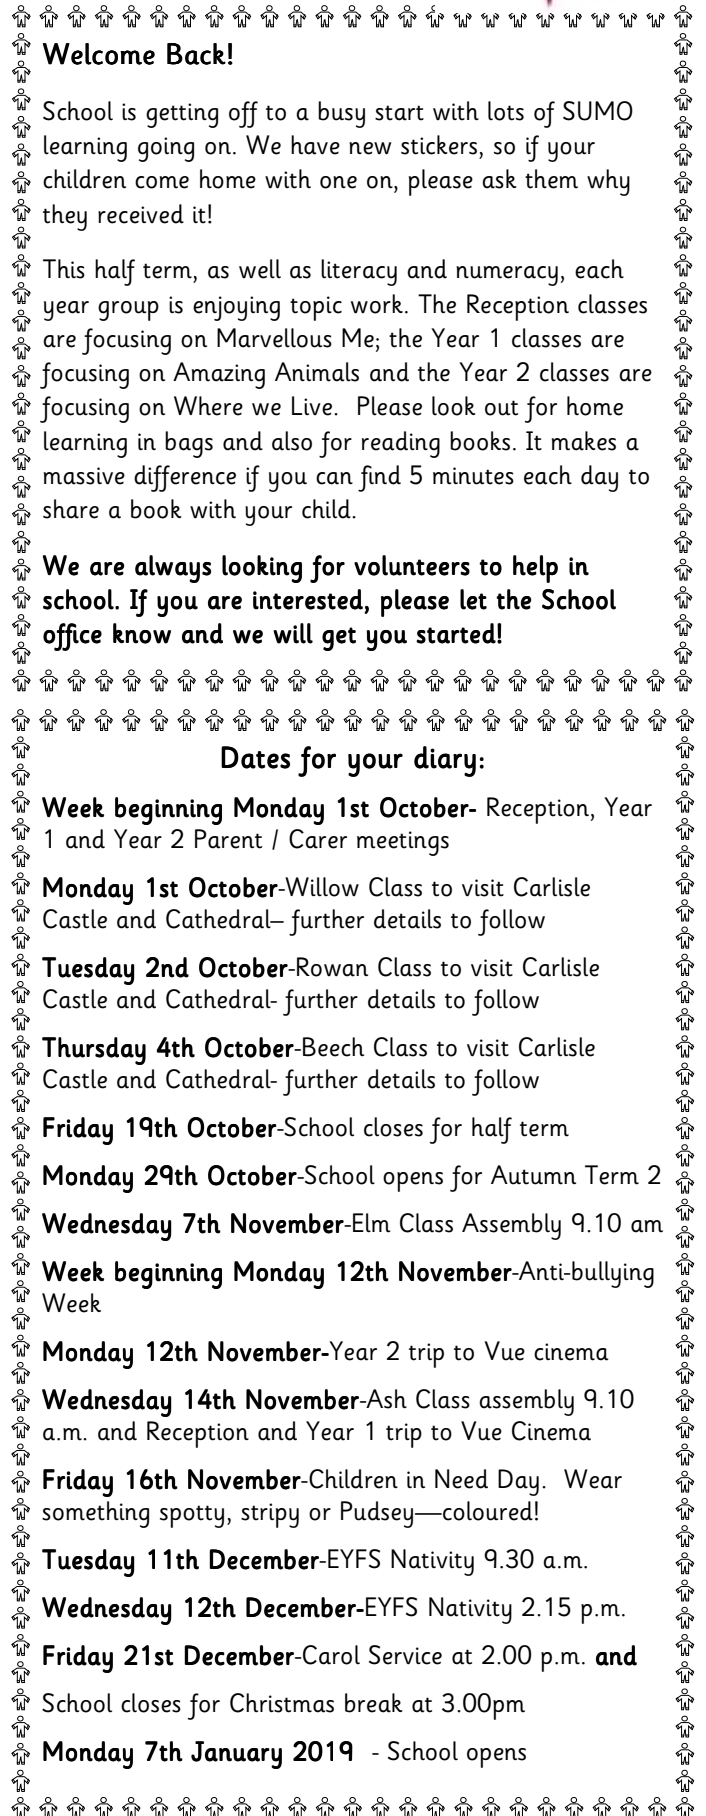 Welcome Back!
School is getting off to a busy start with lots of SUMO
learning going on. We have new stickers, so if your
children come home with one on, please ask them why
they received it!
This half term, as well as literacy and numeracy, each
year group is enjoying topic work. The Reception classes
are focusing on Marvellous Me; the Year 1 classes are
focusing on Amazing Animals and the Year 2 classes are
focusing on Where we Live.  Please look out for home
learning in bags and also for reading books. It makes a
massive difference if you can find 5 minutes each day to
share a book with your child.
We are always looking for volunteers to help in
school. If you are interested, please let the School
office know and we will get you started!
Dates for your diary:
Week beginning Monday 1st October- Reception, Year
1 and Year 2 Parent / Carer meetings
Monday 1st October-Willow Class to visit Carlisle
Castle and Cathedral– further details to follow
Tuesday 2nd October-Rowan Class to visit Carlisle
Castle and Cathedral- further details to follow
Thursday 4th October-Beech Class to visit Carlisle
Castle and Cathedral- further details to follow
Friday 19th October-School closes for half term
Monday 29th October-School opens for Autumn Term 2
Wednesday 7th November-Elm Class Assembly 9.10 am
Week beginning Monday 12th November-Anti-bullying
Week
Monday 12th November-Year 2 trip to Vue cinema
Wednesday 14th November-Ash Class assembly 9.10
a.m. and Reception and Year 1 trip to Vue Cinema
Friday 16th November-Children in Need Day.  Wear
something spotty, stripy or Pudsey—coloured!
Tuesday 11th December-EYFS Nativity 9.30 a.m.
Wednesday 12th December-EYFS Nativity 2.15 p.m.
Friday 21st December-Carol Service at 2.00 p.m. and
School closes for Christmas break at 3.00pm
Monday 7th January 2019  - School opens